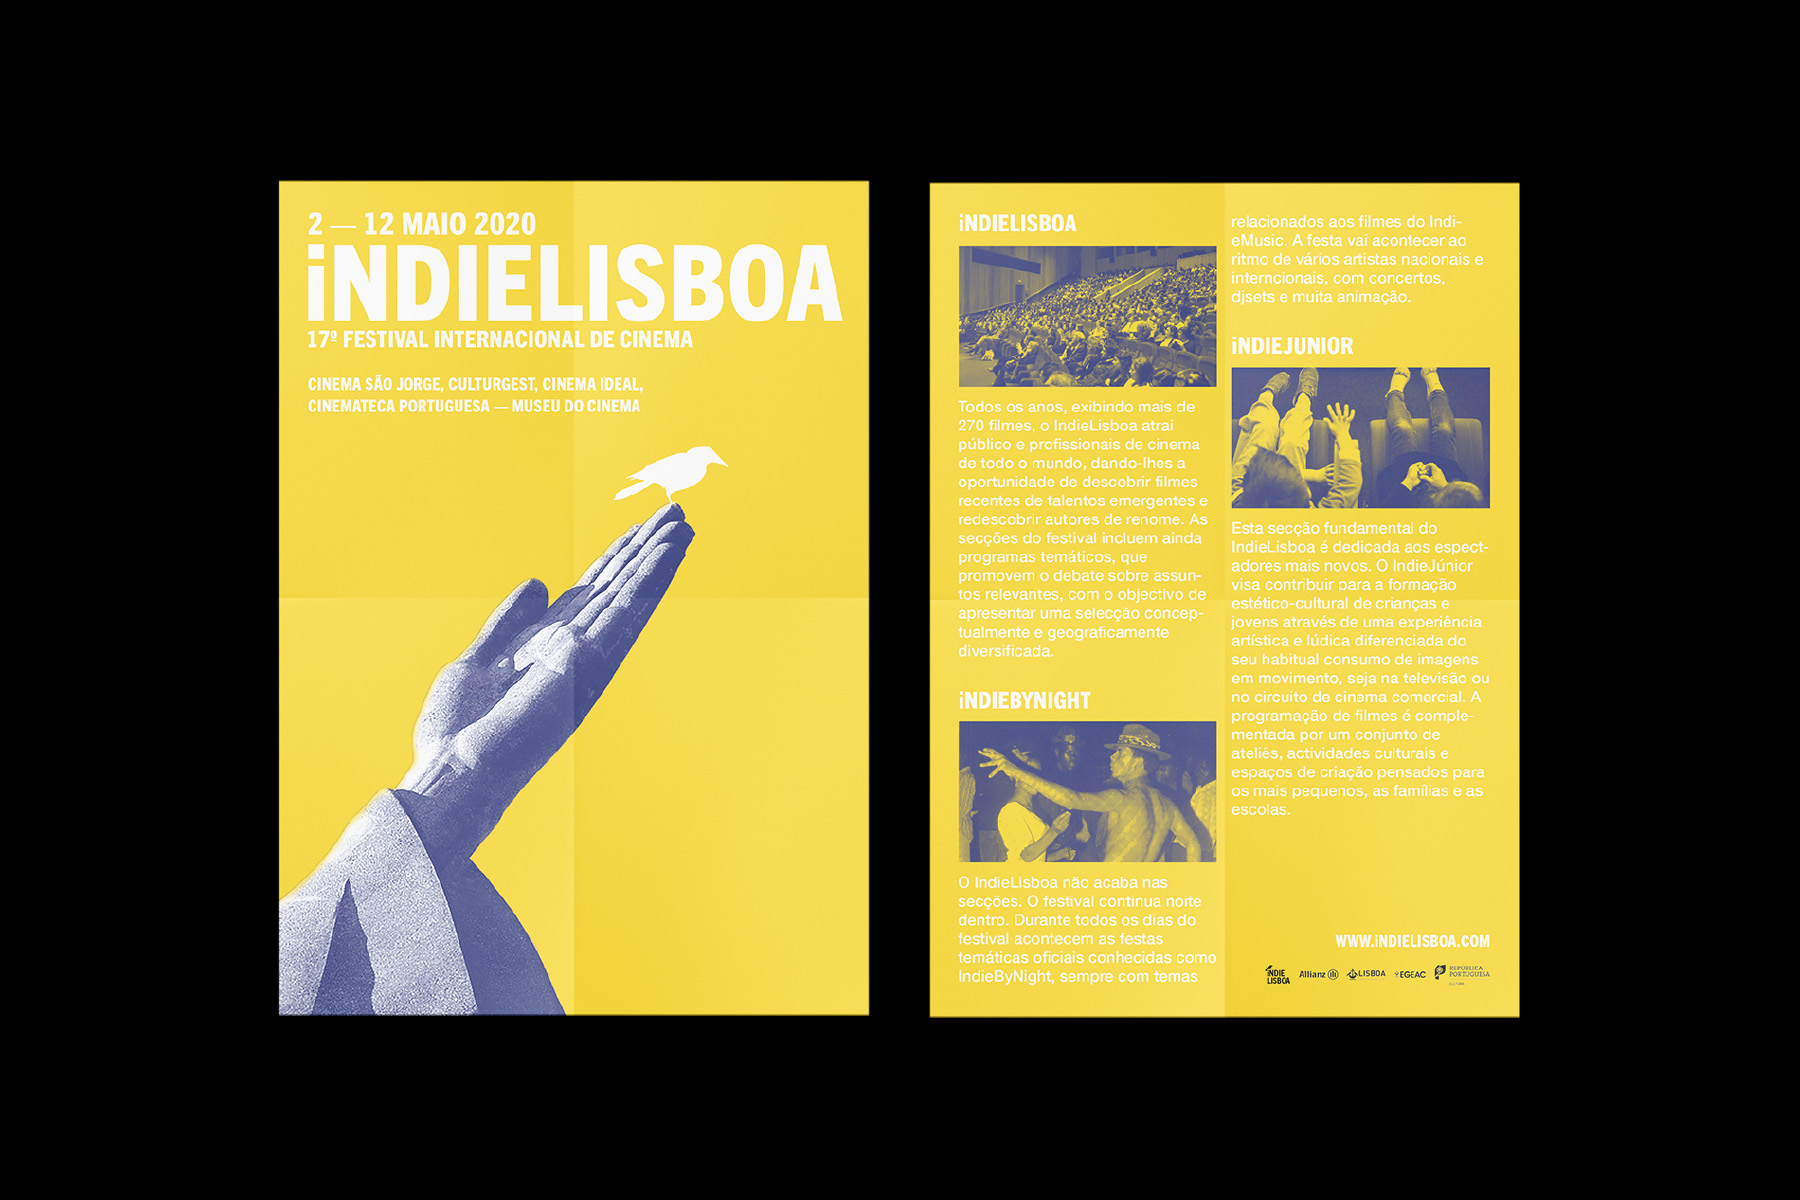 2 — 12 MAIO 2020
iNDIELISBOA
17º FESTIVAL INTERNACIONAL DE CINEMA
CINEMA SÃO JORGE, CULTURGEST, CINEMA IDEAL,
CINEMATECA PORTUGUESA — MUSEU DO CINEMA
iNDIELISBOA
Todos os anos, exibindo mais de
270 filmes, o IndieLisboa atrai
público e profissionais de cinema
de todo o mundo, dando-lhes a
oportunidade de descobrir filmes
recentes de talentos emergentes e
redescobrir autores de renome. As
secções do festival incluem ainda
programas temáticos, que
promovem o debate sobre assun-
tos relevantes, com o objectivo de
apresentar uma selecção concep-
tualmente e geograficamente
diversificada.
iNDIEBYNIGHT
O IndieLisboa não acaba nas
secções. O festival continua noite
dentro. Durante todos os dias do
festival acontecem as festas
temáticas oficiais conhecidas como
IndieByNight, sempre com temas
relacionados aos filmes do Indi-
eMusic. A festa vai acontecer ao
ritmo de vários artistas nacionais e
interncionais, com concertos,
djsets e muita animação.
iNDIEJUNIOR
Esta secção fundamental do
IndieLisboa é dedicada aos espect-
adores mais novos. O IndieJúnior
visa contribuir para a formação
estético-cultural de crianças e
jovens através de uma experiência
artística e lúdica diferenciada do
seu habitual consumo de imagens
em movimento, seja na televisão ou
no circuito de cinema comercial. A
programação de filmes é comple-
mentada por um conjunto de
ateliês, actividades culturais e
espaços de criação pensados para
os mais pequenos, as famílias e as
escolas.
WWW.iNDIELISBOA.COM
iNDIE
LISBOA
Allianz
LISBOA
EGEAC
REPÚBLICA
PORTUGUESA